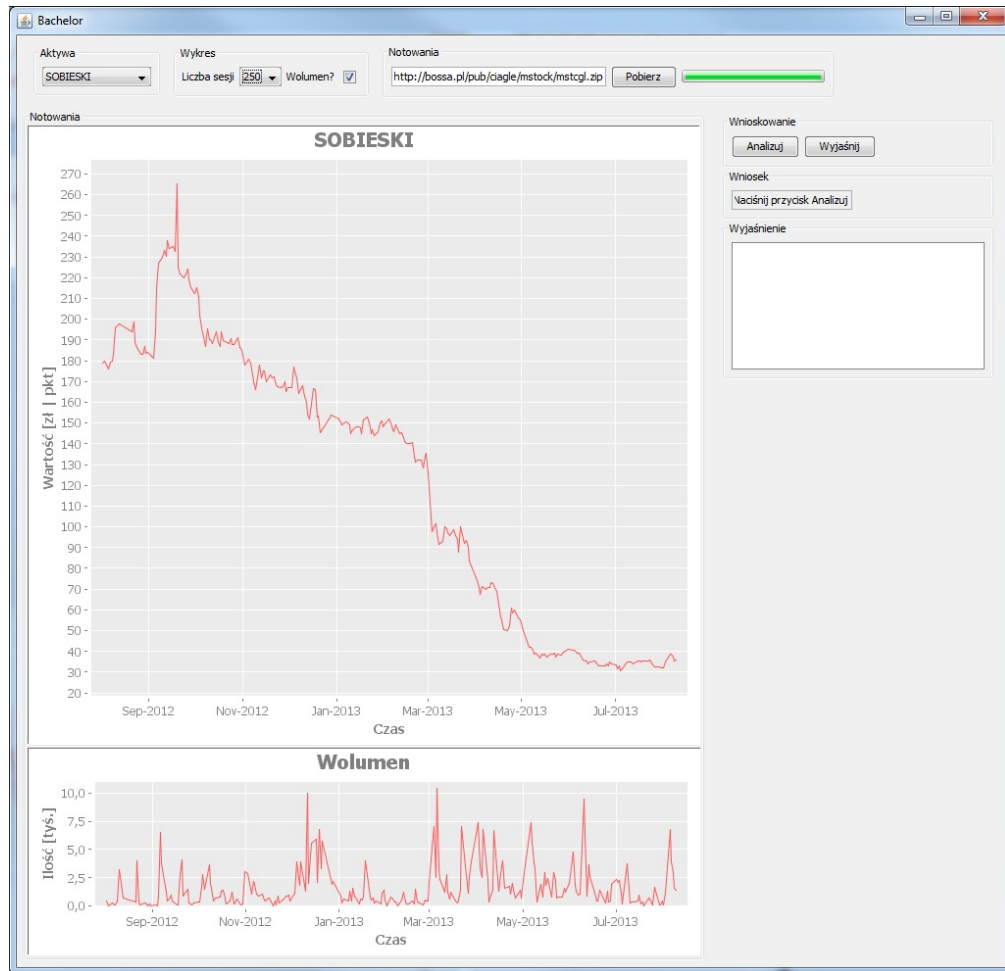 Bachelor
Aktywa
SOBIESKI
Wykres
Liczba sesji 250 Wolumen?
Notowania
http://bossa.pl/pub/ciagle/mstock/mstcgl.zip Pobierz
Notowania
SOBIESKI
Wartość [zł | pkt]
270
260
250
240
230
220
210
200
190
180
170
160
150
140
130
120
110
100
90
80
70
60
50
40
30
20
Sep-2012 Nov-2012 Jan-2013 Mar-2013 May-2013 Jul-2013
Czas
Wolumen
Ilość [tyś.]
10,0
7,5
5,0
2,5
0,0
Sep-2012 Nov-2012 Jan-2013 Mar-2013 May-2013 Jul-2013
Czas
Wnioskowanie
Analizuj Wyjaśnij
Wniosek
Naciśnij przycisk Analizuj
Wyjaśnienie